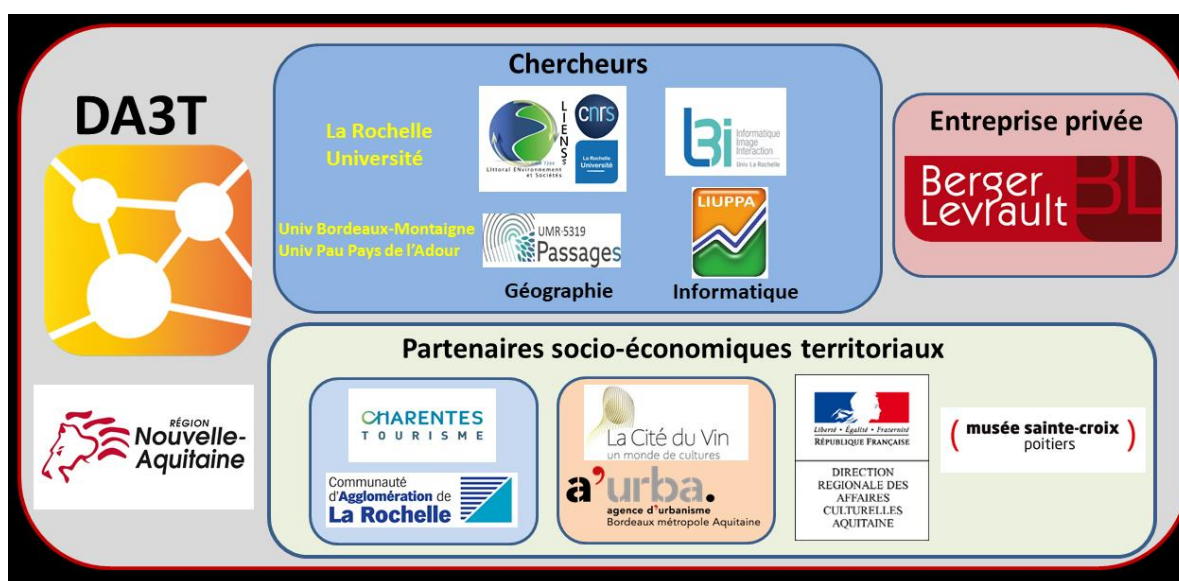 DA3T
RÉGION
Nouvelle-
Aquitaine
Chercheurs
La Rochelle
Université
LIENSs
cnrs
La Rochelle
Université
UMR 7266
LIttoral ENvironnement
et Sociétés
L3i
Informatique
Image
Interaction
Univ La Rochelle
Univ Bordeaux-Montaigne
Univ Pau Pays de l'Adour
UMR-5319
Passages
LIUPPA
Géographie
Informatique
Entreprise privée
Berger
Levrault
BL
Partenaires socio-économiques territoriaux
CHARENTES
TOURISME
Communauté
d'Agglomération de
La Rochelle
La Cité du Vin
un monde de cultures
a'urba.
agence d'urbanisme
Bordeaux métropole Aquitaine
Liberté • Égalité • Fraternité
RÉPUBLIQUE FRANÇAISE
DIRECTION
REGIONALE DES
AFFAIRES
CULTURELLES
AQUITAINE
( musée sainte-croix )
poitiers